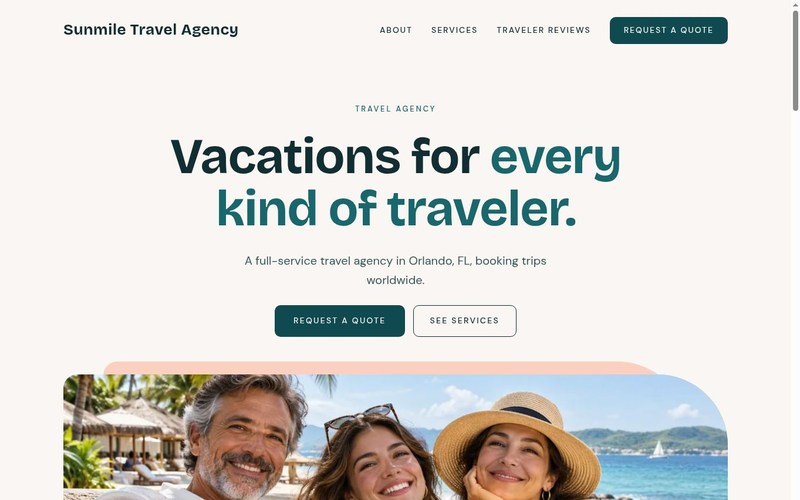 Sunmile Travel Agency
ABOUT
SERVICES
TRAVELER REVIEWS
REQUEST A QUOTE
TRAVEL AGENCY
Vacations for every
kind of traveler.
A full-service travel agency in Orlando, FL, booking trips
worldwide.
REQUEST A QUOTE
SEE SERVICES